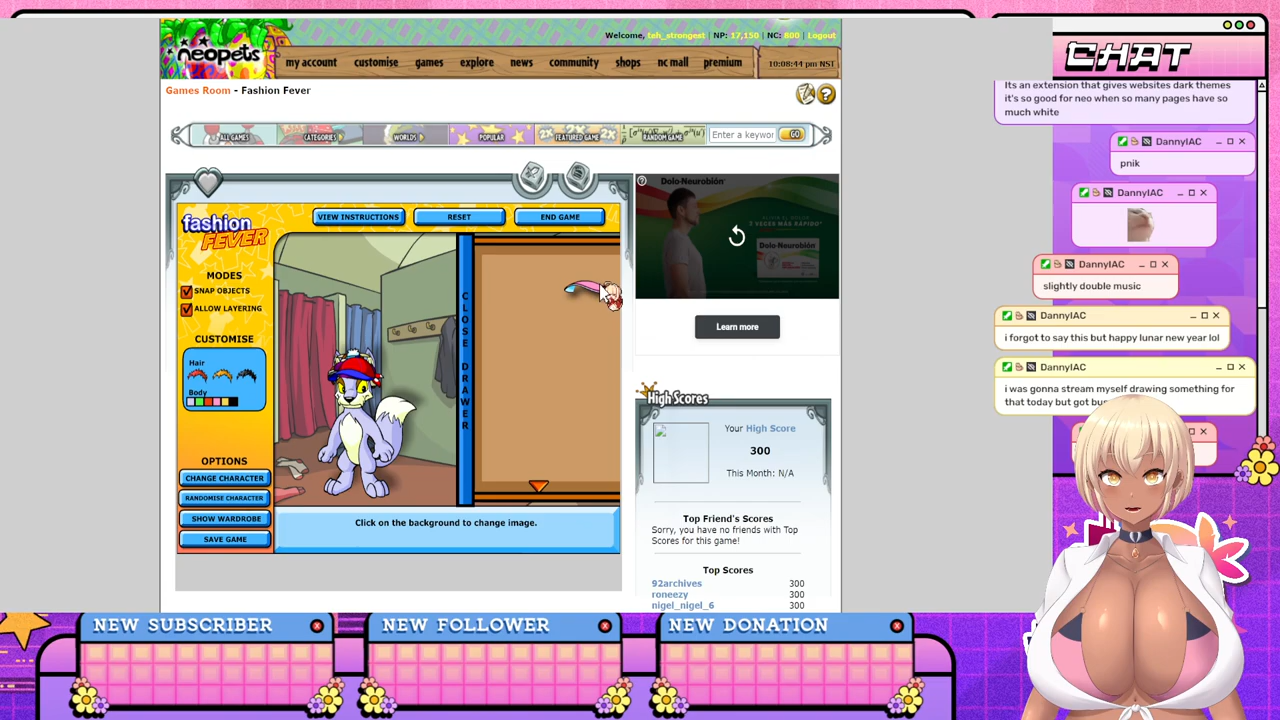 neopets
Welcome, teh_strongest | NP: 17,150 | NC: 800 | Logout
my account
customise
games
explore
news
community
shops
nc mall
premium
10:08:44 pm NST
Games Room - Fashion Fever
ALL GAMES
CATEGORIES
WORLDS
POPULAR
2X FEATURED GAME 2X
RANDOM GAME
Enter a keywor
GO
fashion
FEVER
VIEW INSTRUCTIONS
RESET
END GAME
MODES
SNAP OBJECTS
ALLOW LAYERING
CUSTOMISE
Hair
Body
OPTIONS
CHANGE CHARACTER
RANDOMISE CHARACTER
SHOW WARDROBE
SAVE GAME
CLOSE DRAWER
Click on the background to change image.
Dolo-Neurobión
Learn more
High Scores
Your High Score
300
This Month: N/A
Top Friend's Scores
Sorry, you have no friends with Top
Scores for this game!
Top Scores
92archives 300
roneezy 300
nigel_nigel_6 300
CHAT
Its an extension that gives websites dark themes
it's so good for neo when so many pages have so
much white
DannyIAC
pnik
DannyIAC
DannyIAC
slightly double music
DannyIAC
i forgot to say this but happy lunar new year lol
DannyIAC
i was gonna stream myself drawing something for
that today but got
NEW SUBSCRIBER
NEW FOLLOWER
NEW DONATION